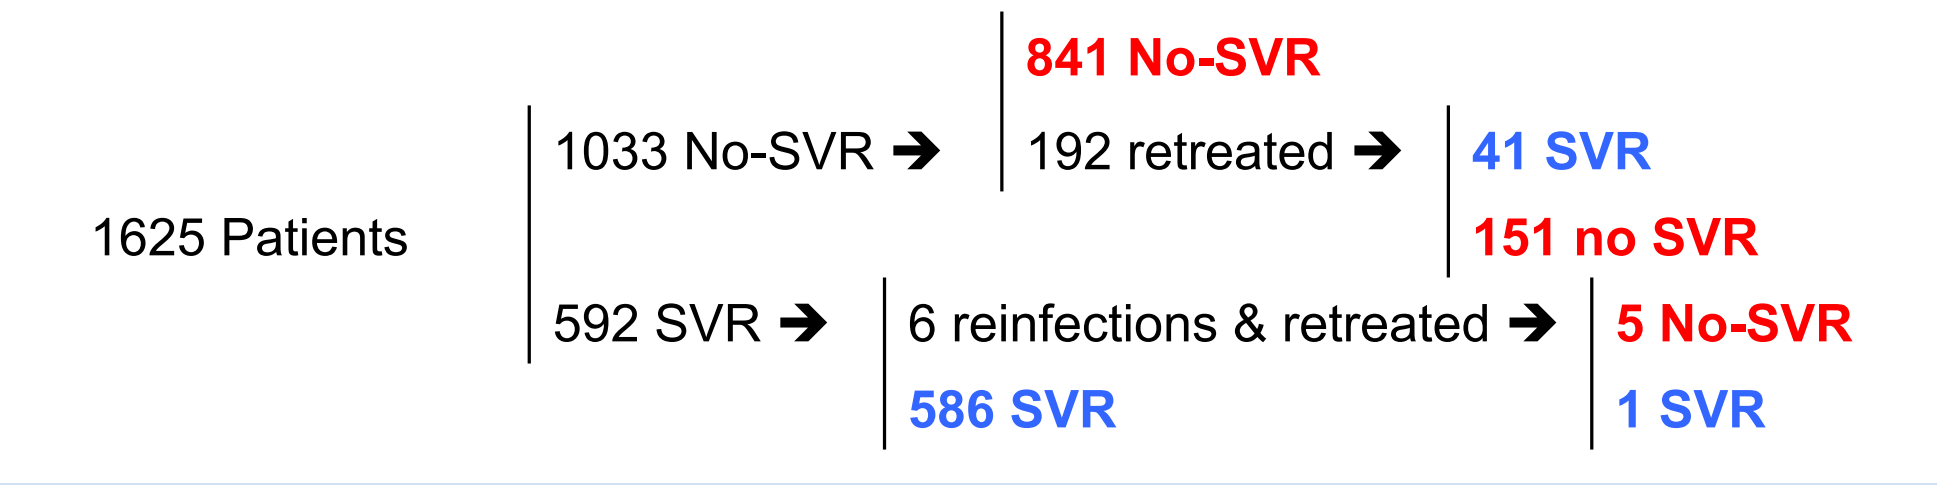 841 No-SVR
1033 No-SVR ➔ 192 retreated ➔ 41 SVR
1625 Patients 151 no SVR
592 SVR ➔ 6 reinfections & retreated ➔ 5 No-SVR
586 SVR 1 SVR